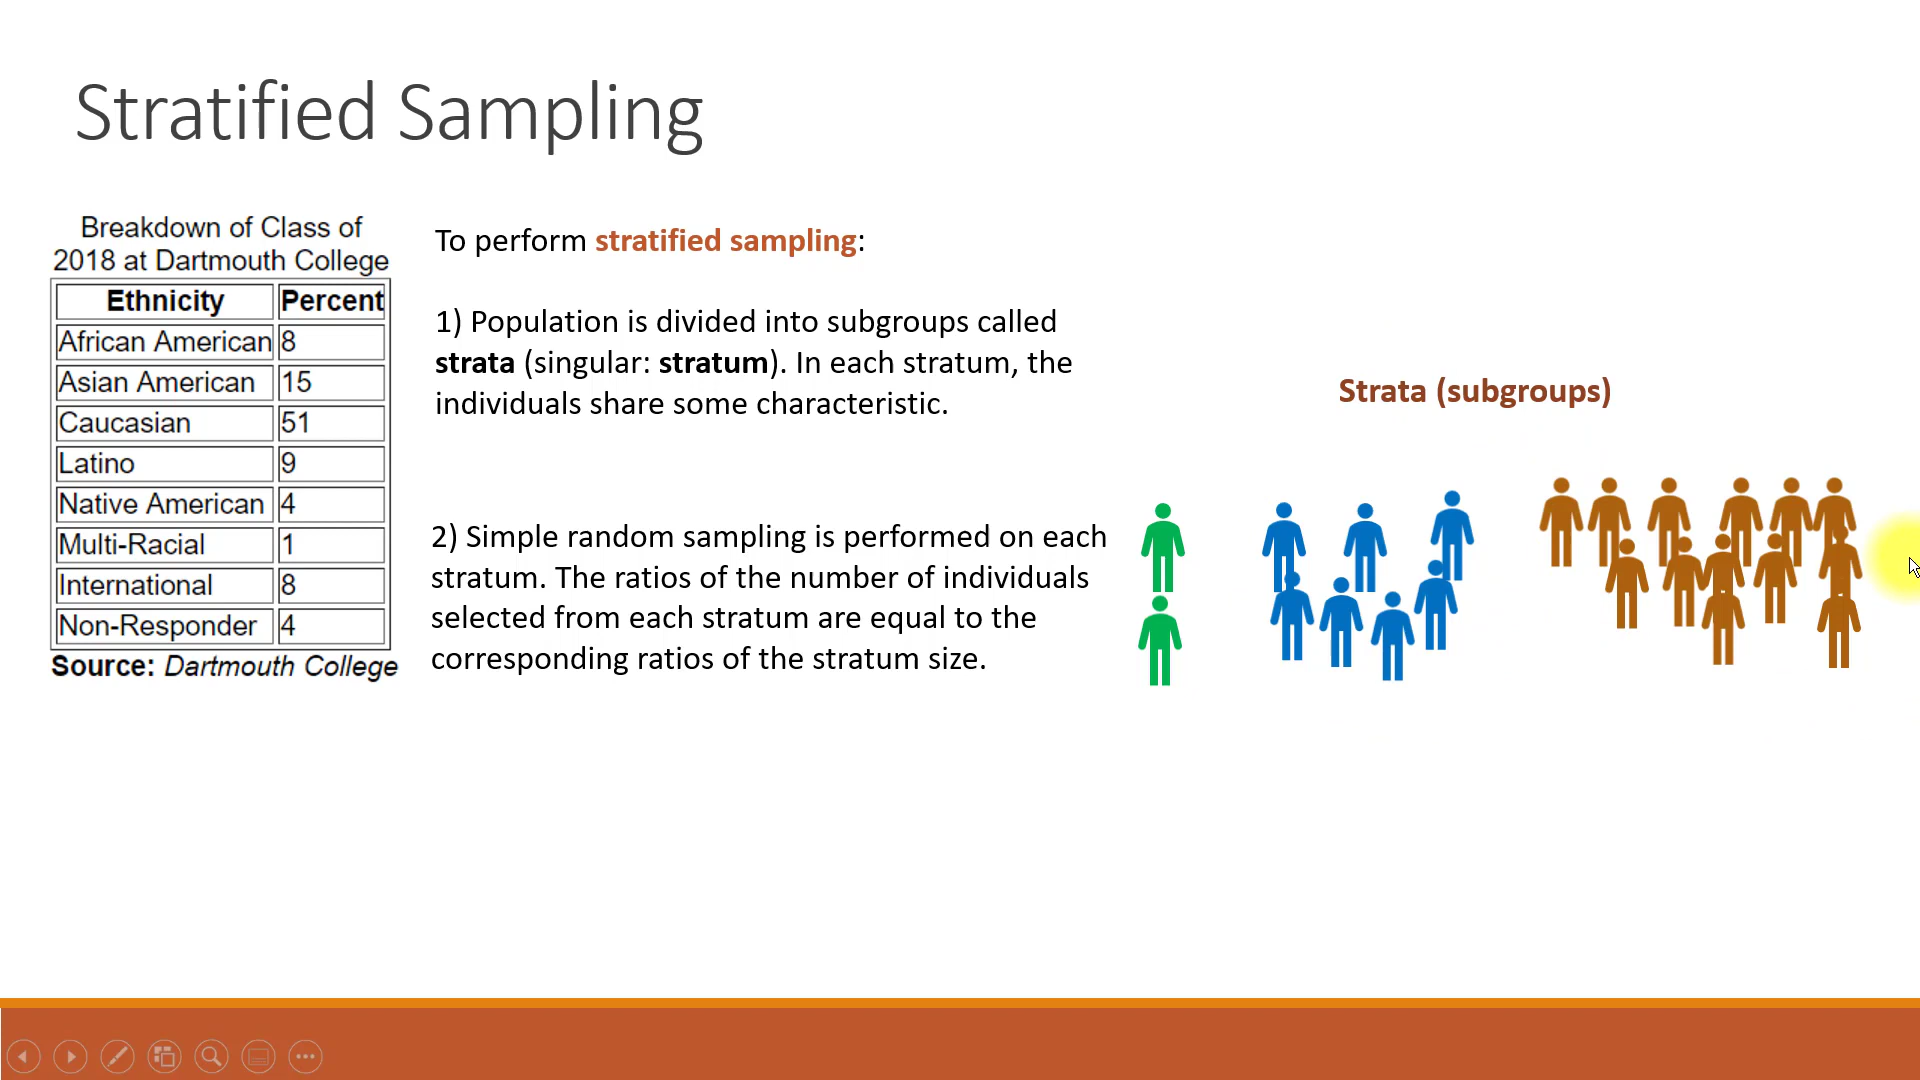 Stratified Sampling
Breakdown of Class of
2018 at Dartmouth College
Ethnicity Percent
African American 8
Asian American 15
Caucasian 51
Latino 9
Native American 4
Multi-Racial 1
International 8
Non-Responder 4
Source: Dartmouth College
To perform stratified sampling:
1) Population is divided into subgroups called
strata (singular: stratum). In each stratum, the
individuals share some characteristic.
2) Simple random sampling is performed on each
stratum. The ratios of the number of individuals
selected from each stratum are equal to the
corresponding ratios of the stratum size.
Strata (subgroups)